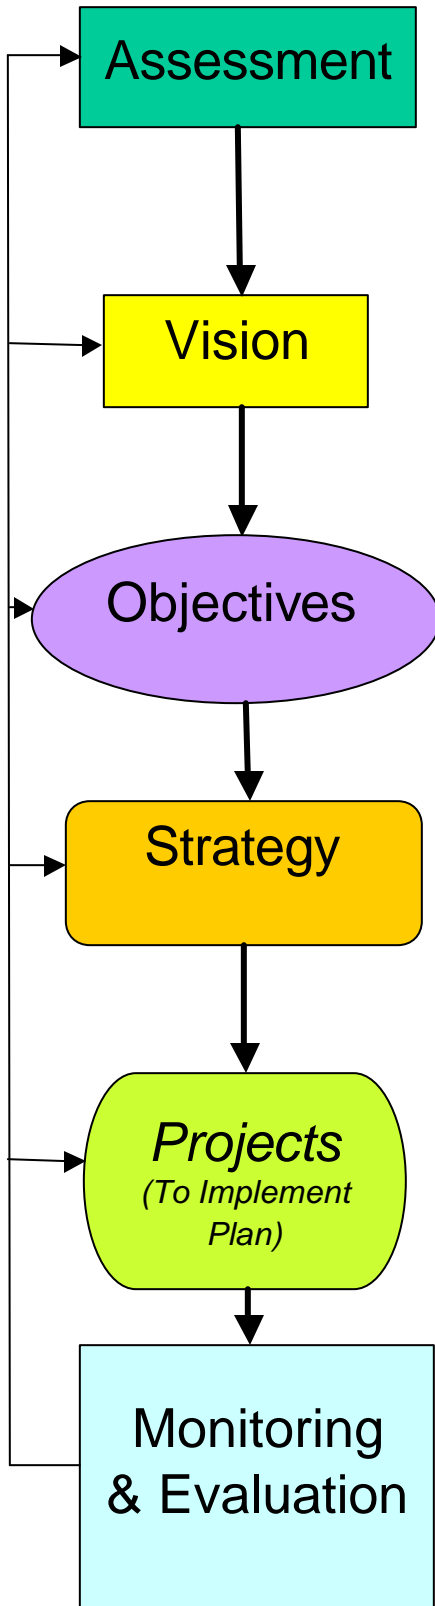 Assessment
Vision
Objectives
Strategy
Projects
(To Implement
Plan)
Monitoring
& Evaluation